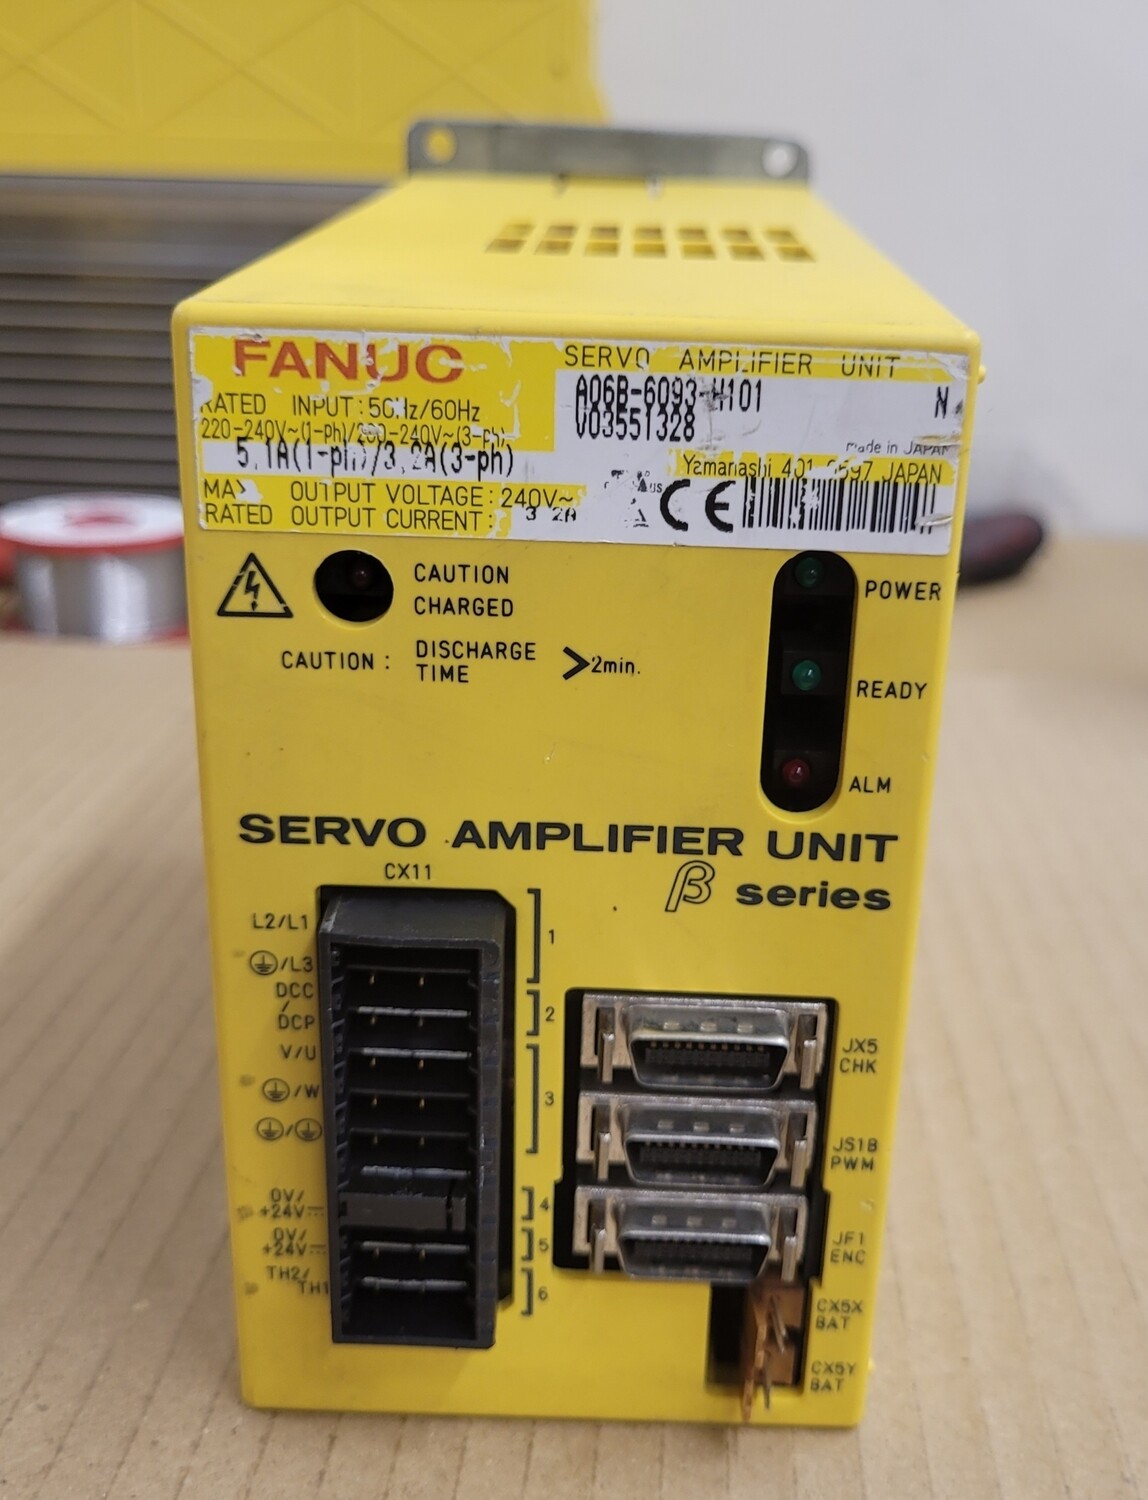 FANUC
SERVO AMPLIFIER UNIT
A06B-6093-H101
N
V03551328
RATED INPUT: 50Hz/60Hz
220-240V~(1-Ph)/200-240V~(3-ph)
5.1A(1-ph)/3.2A(3-ph)
made in JAPAN
Yamanashi 401-0597 JAPAN
MAX OUTPUT VOLTAGE: 240V~
RATED OUTPUT CURRENT: 3.2A
CE
CAUTION
CHARGED
CAUTION: DISCHARGE
TIME >2min.
POWER
READY
ALM
SERVO AMPLIFIER UNIT
β series
CX11
L2/L1
/L3
DCC
/
DCP
V/U
/W
/
0V/
+24V
0V/
+24V
TH2/
TH1
1
2
3
4
5
6
JX5
CHK
JS1B
PWM
JF1
ENC
CX5X
BAT
CX5Y
BAT